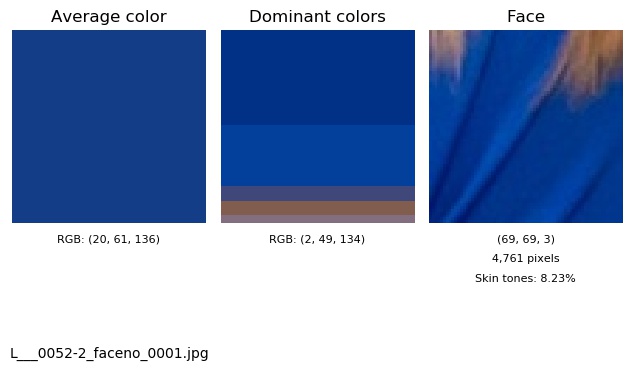 Average color
Dominant colors
Face
RGB: (20, 61, 136)
RGB: (2, 49, 134)
(69, 69, 3)
4,761 pixels
Skin tones: 8.23%
L___0052-2_faceno_0001.jpg